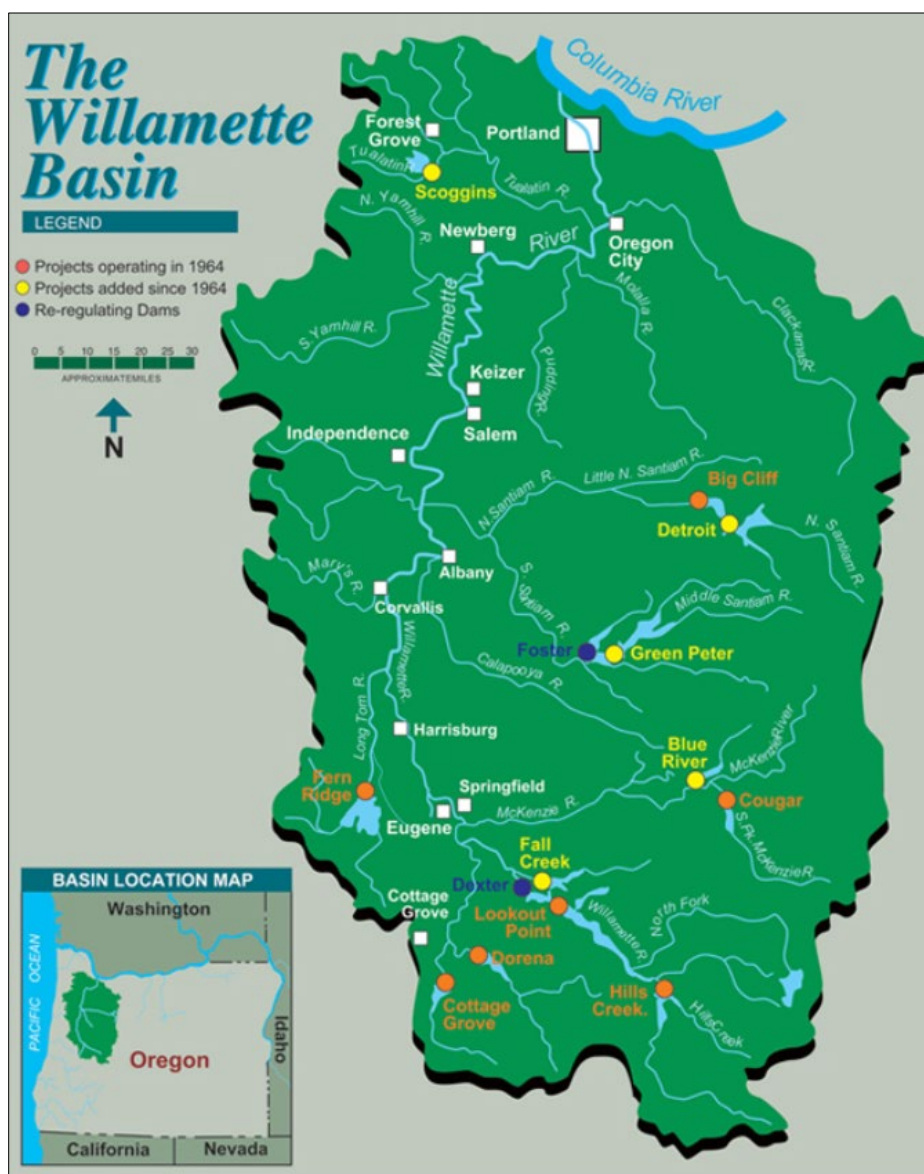 The
Willamette
Basin
LEGEND
Projects operating in 1964
Projects added since 1964
Re-regulating Dams
0 5 10 15 20 25 30
APPROXIMATEMILES
N
Columbia River
Portland
Forest
Grove
Tualatin R.
Scoggins
Tualatin R.
N. Yamhill R.
Newberg
River
Oregon
City
Molalla R.
Clackamas R.
S. Yamhill R.
Willamette
Pudding R.
Keizer
Salem
Independence
Little N. Santiam R.
Big Cliff
N. Santiam R.
Detroit
N. Santiam R.
Mary's R.
Albany
S. Santiam R.
Corvallis
Middle Santiam R.
Willamette R.
Foster
Green Peter
Calapooya R.
Long Tom R.
Harrisburg
Blue
River
McKenzie River
Fern
Ridge
Springfield
McKenzie R.
Cougar
Eugene
S. Fk. McKenzie R.
Fall
Creek
Dexter
Cottage
Grove
Lookout
Point
Willamette R.
North Fork
Dorena
Cottage
Grove
Hills
Creek.
Hills Creek
BASIN LOCATION MAP
Washington
PACIFIC OCEAN
Oregon
Idaho
California
Nevada